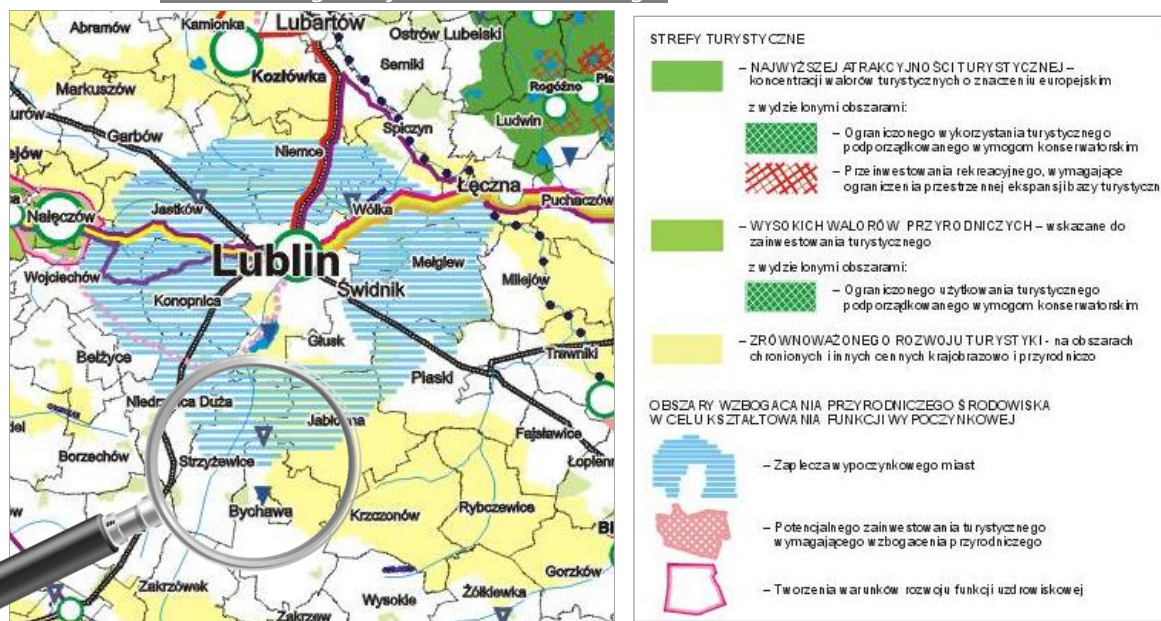 Abramów
Kamionka
Lubartów
Ostrów Lubelski
Kozłówka
Serniki
Markuszów
Rogóźno
Garbów
Spiczyn
Ludwin
Niemce
Łęczna
Puchaczów
Jastków
Wólka
Nałęczów
Lublin
Mełgiew
Wojciechów
Świdnik
Milejów
Konopnica
Głusk
Bełżyce
Trawniki
Piaski
Niedrzwica Duża
Jabłonna
Fajsławice
Borzechów
Strzyżewice
Bychawa
Krzczonów
Rybczewice
Gorzków
Zakrzówek
Wysokie
Żółkiewka
Zakrzew
STREFY TURYSTYCZNE
– NAJWYŻSZEJ ATRAKCYJNOŚCI TURYSTYCZNEJ –
koncentracji walorów turystycznych o znaczeniu europejskim
z wydzielonymi obszarami:
– Ograniczonego wykorzystania turystycznego
podporządkowanego wymogom konserwatorskim
– Przeinwestowania rekreacyjnego, wymagające
ograniczenia przestrzennej ekspansji bazy turystyczn
– WYSOKICH WALORÓW PRZYRODNICZYCH – wskazane do
zainwestowania turystycznego
z wydzielonymi obszarami:
– Ograniczonego użytkowania turystycznego
podporządkowanego wymogom konserwatorskim
– ZRÓWNOWAŻONEGO ROZWOJU TURYSTYKI - na obszarach
chronionych i innych cennych krajobrazowo i przyrodniczo
OBSZARY WZBOGACANIA PRZYRODNICZEGO ŚRODOWISKA
W CELU KSZTAŁTOWANIA FUNKCJI WYPOCZYNKOWEJ
– Zaplecza wypoczynkowego miast
– Potencjalnego zainwestowania turystycznego
wymagającego wzbogacenia przyrodniczego
– Tworzenia warunków rozwoju funkcji uzdrowiskowej